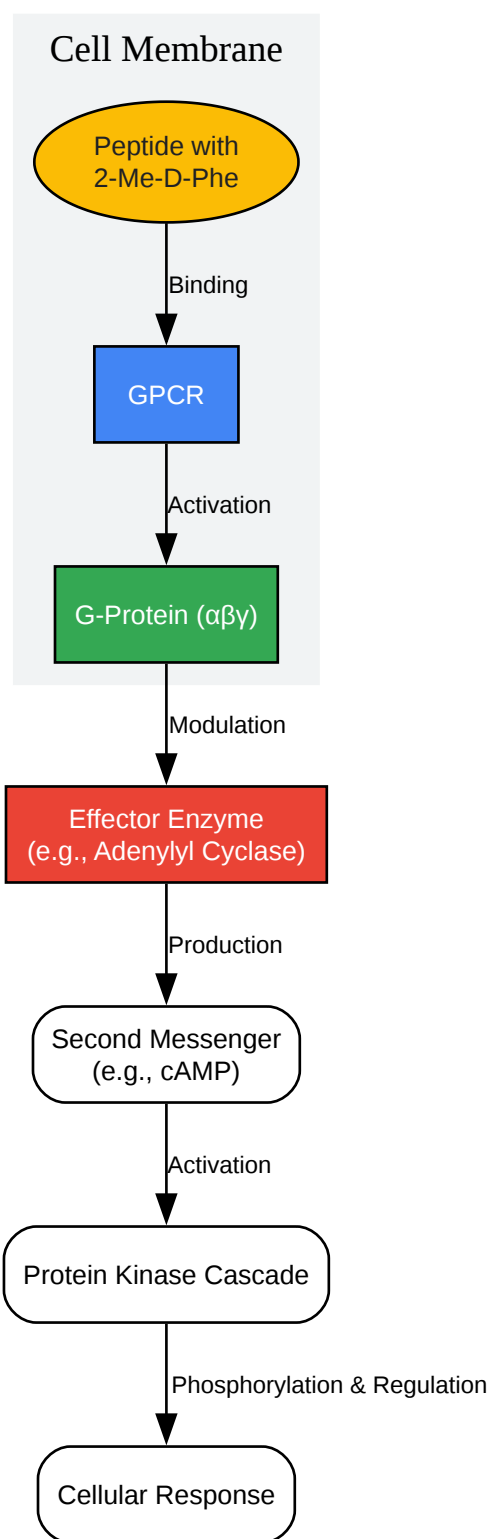 Cell Membrane
Peptide with
2-Me-D-Phe
Binding
GPCR
Activation
G-Protein (αβγ)
Modulation
Effector Enzyme
(e.g., Adenylyl Cyclase)
Production
Second Messenger
(e.g., cAMP)
Activation
Protein Kinase Cascade
Phosphorylation & Regulation
Cellular Response